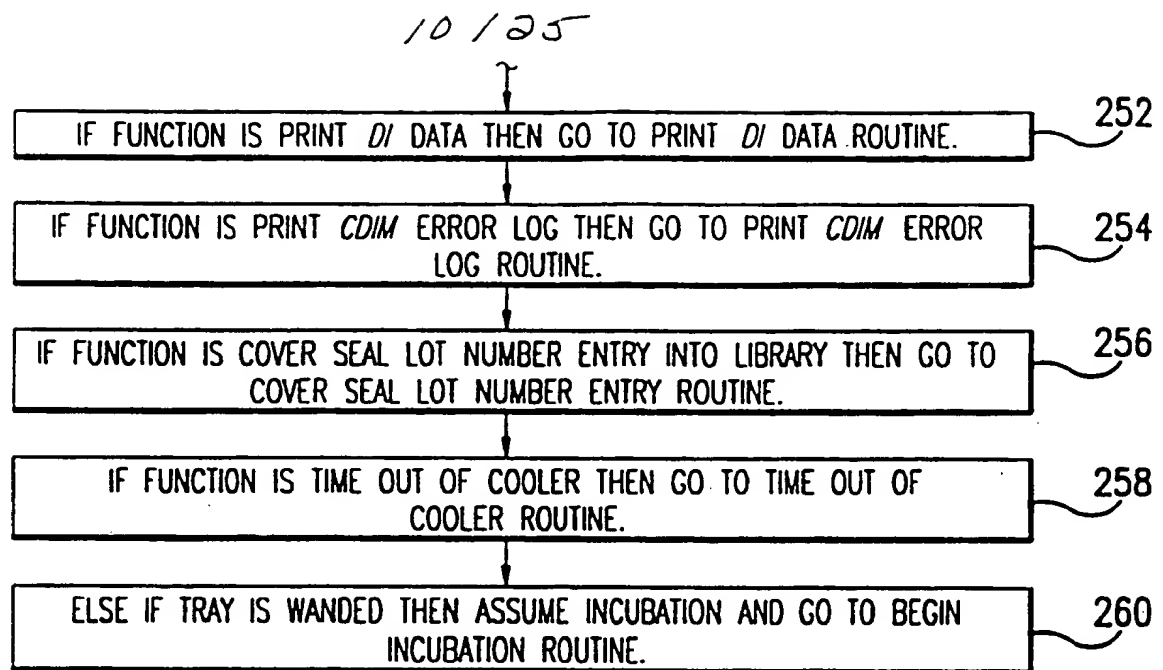 10 / 25
IF FUNCTION IS PRINT DI DATA THEN GO TO PRINT DI DATA ROUTINE.
252
IF FUNCTION IS PRINT CDIM ERROR LOG THEN GO TO PRINT CDIM ERROR
LOG ROUTINE.
254
IF FUNCTION IS COVER SEAL LOT NUMBER ENTRY INTO LIBRARY THEN GO TO
COVER SEAL LOT NUMBER ENTRY ROUTINE.
256
IF FUNCTION IS TIME OUT OF COOLER THEN GO TO TIME OUT OF
COOLER ROUTINE.
258
ELSE IF TRAY IS WANDED THEN ASSUME INCUBATION AND GO TO BEGIN
INCUBATION ROUTINE.
260